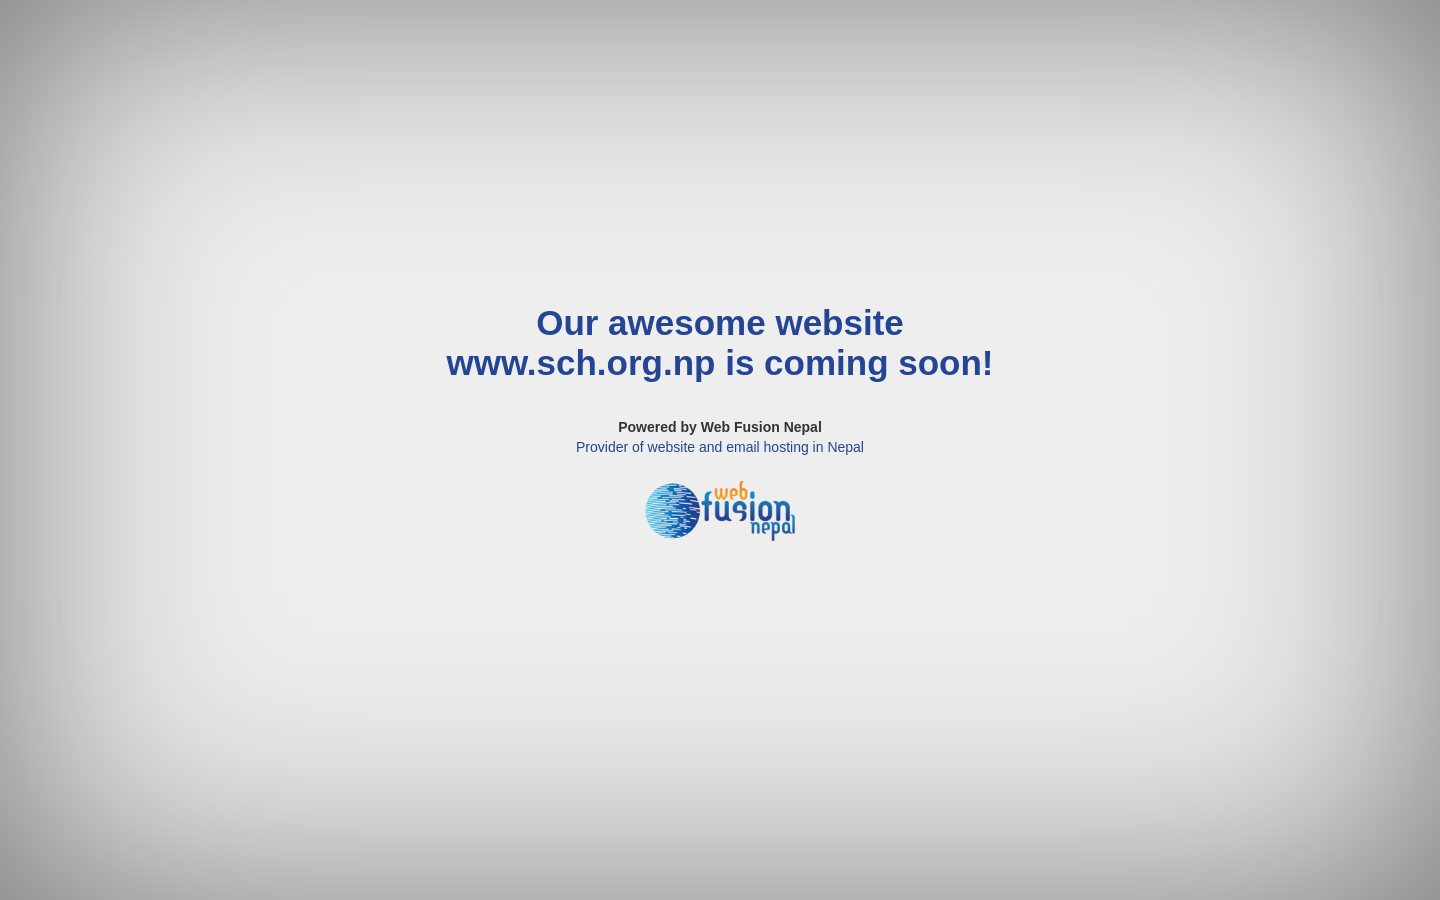 Our awesome website
www.sch.org.np is coming soon!
Powered by Web Fusion Nepal
Provider of website and email hosting in Nepal
web
fusion
nepal